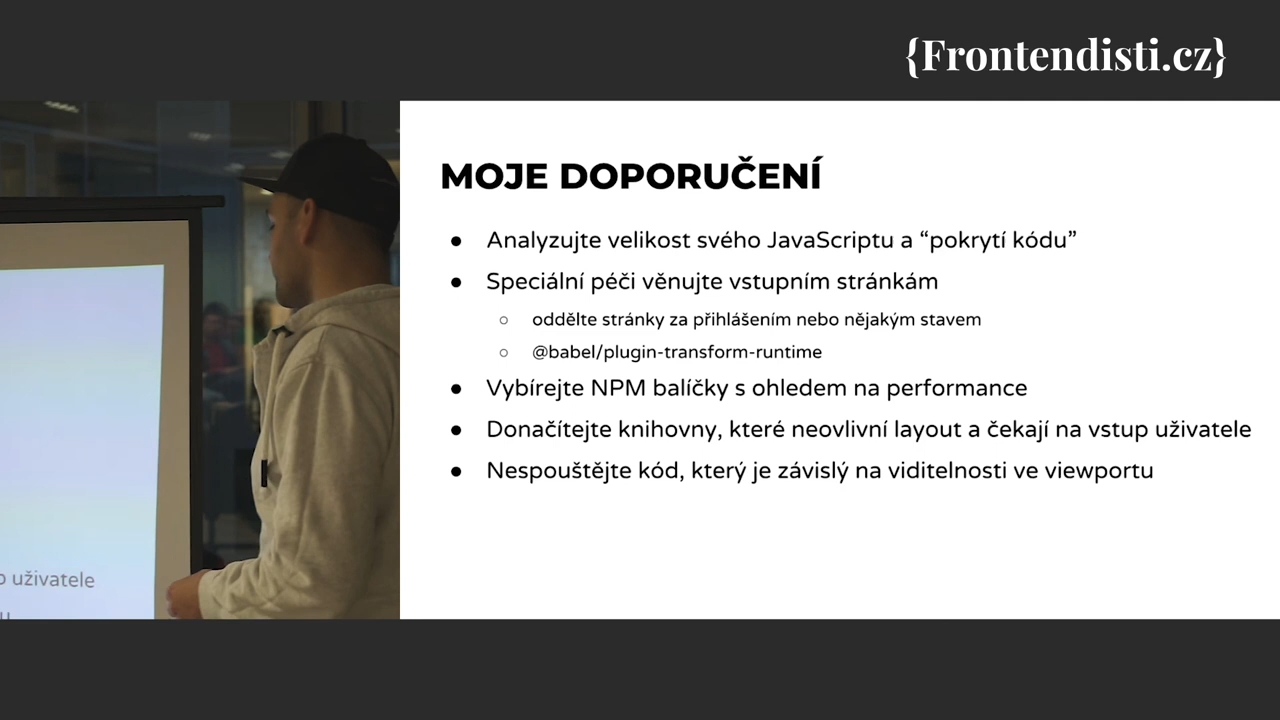 {Frontendisti.cz}
MOJE DOPORUČENÍ
● Analyzujte velikost svého JavaScriptu a “pokrytí kódu”
● Speciální péči věnujte vstupním stránkám
○ oddělte stránky za přihlášením nebo nějakým stavem
○ @babel/plugin-transform-runtime
● Vybírejte NPM balíčky s ohledem na performance
● Donačítejte knihovny, které neovlivní layout a čekají na vstup uživatele
● Nespouštějte kód, který je závislý na viditelnosti ve viewportu
uživatele